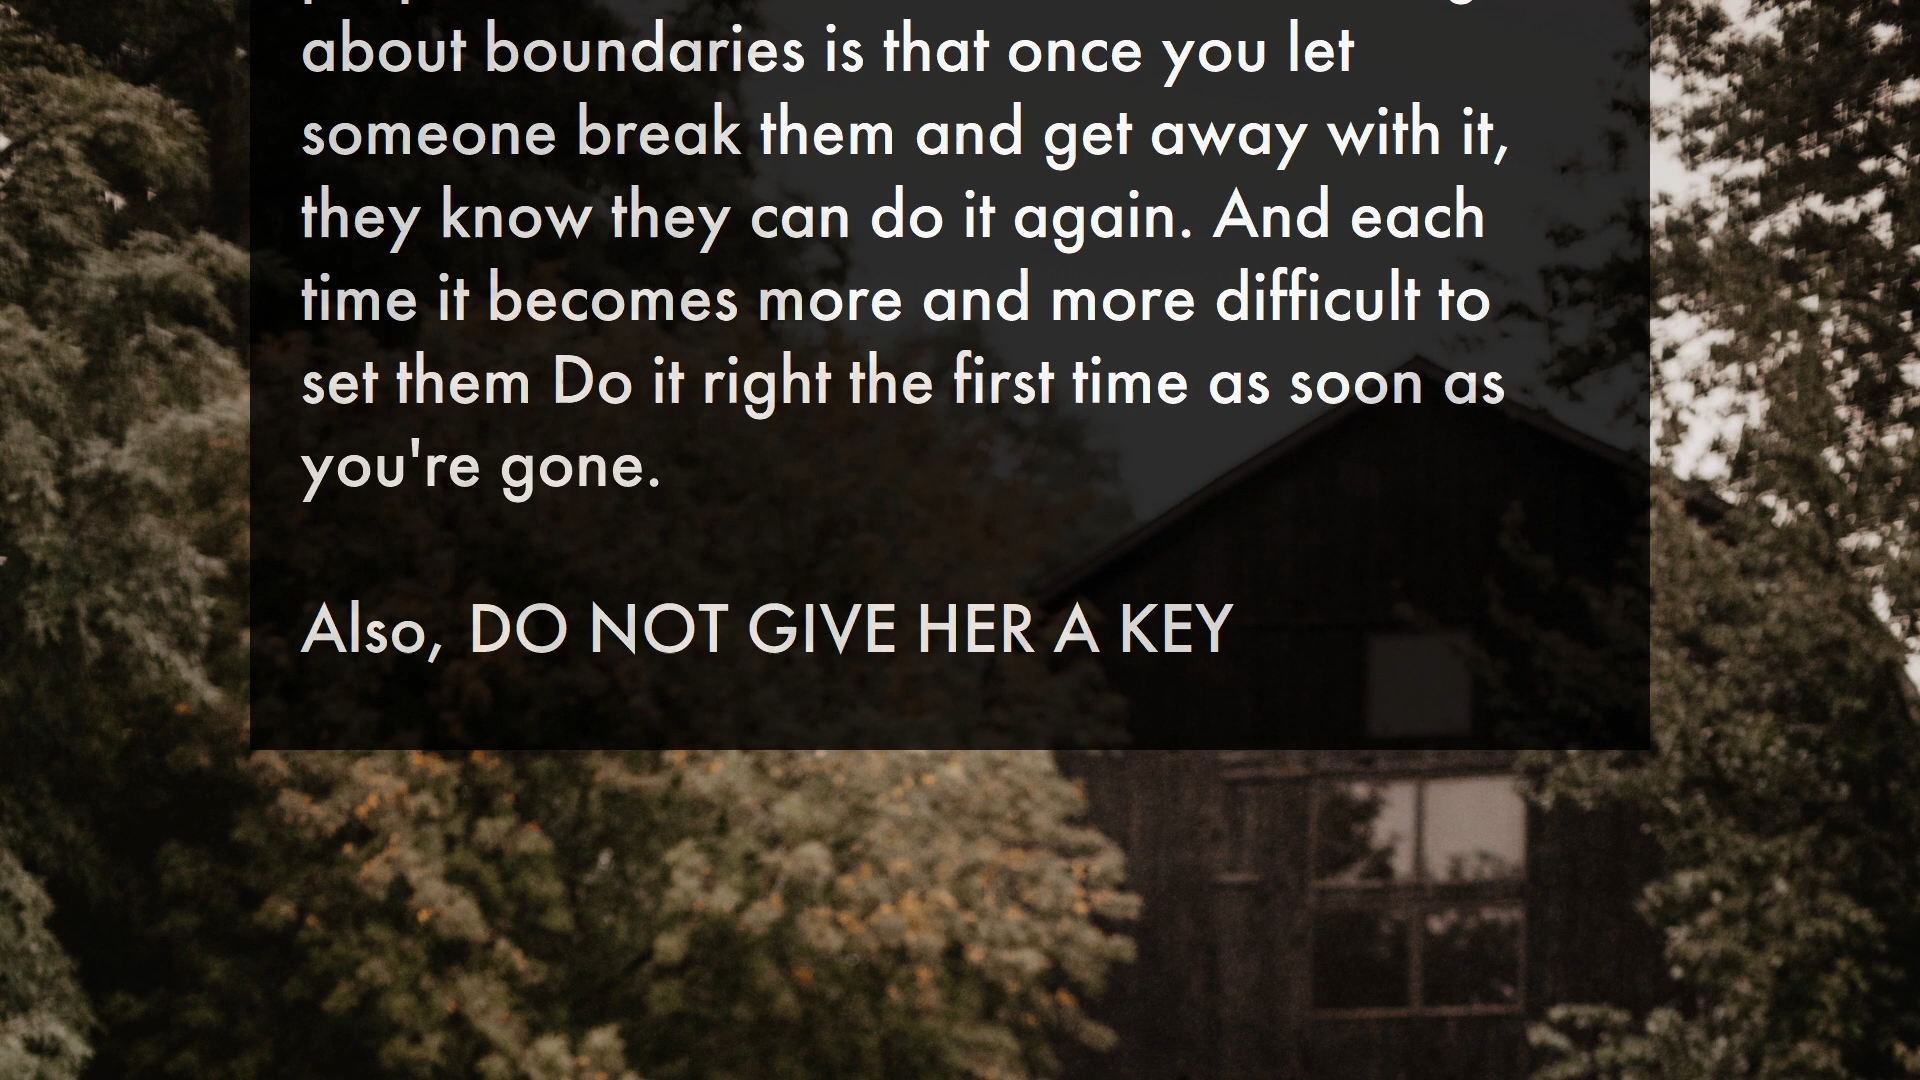 about boundaries is that once you let
someone break them and get away with it,
they know they can do it again. And each
time it becomes more and more difficult to
set them Do it right the first time as soon as
you're gone.
Also, DO NOT GIVE HER A KEY